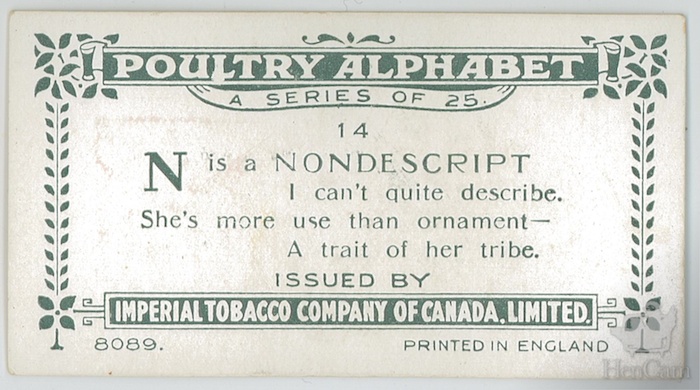 POULTRY ALPHABET
A SERIES OF 25.
14
N is a NONDESCRIPT
I can't quite describe.
She's more use than ornament—
A trait of her tribe.
ISSUED BY
IMPERIAL TOBACCO COMPANY OF CANADA, LIMITED.
8089. PRINTED IN ENGLAND
HenCam